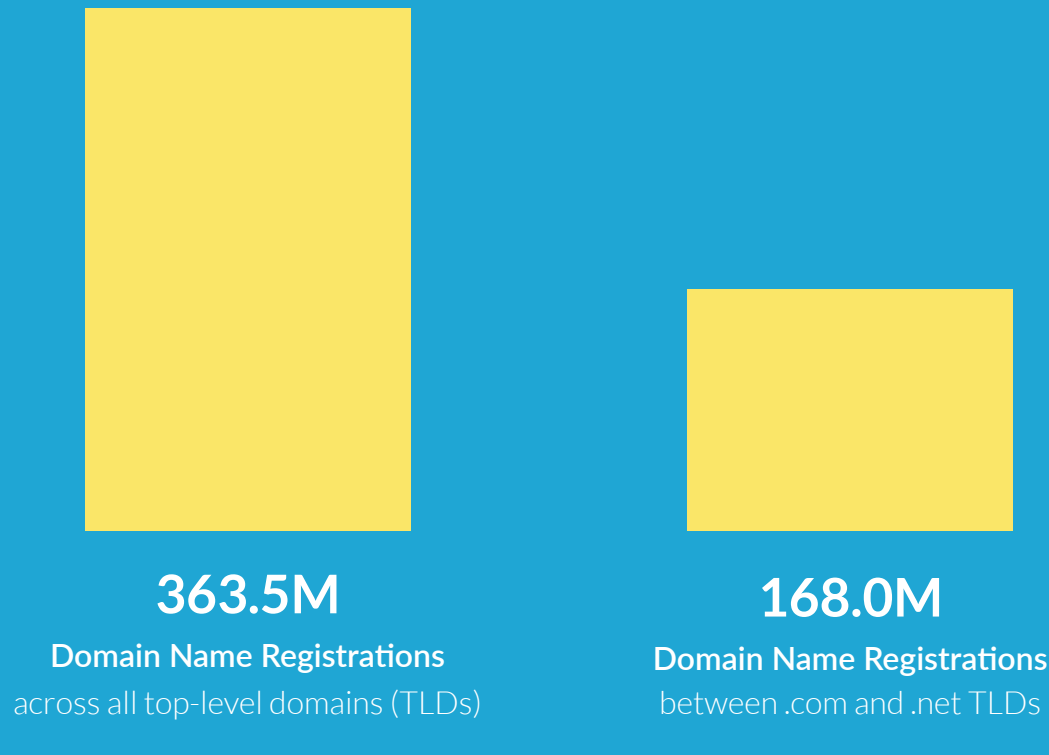 363.5M
Domain Name Registrations
across all top-level domains (TLDs)
168.0M
Domain Name Registrations
between .com and .net TLDs